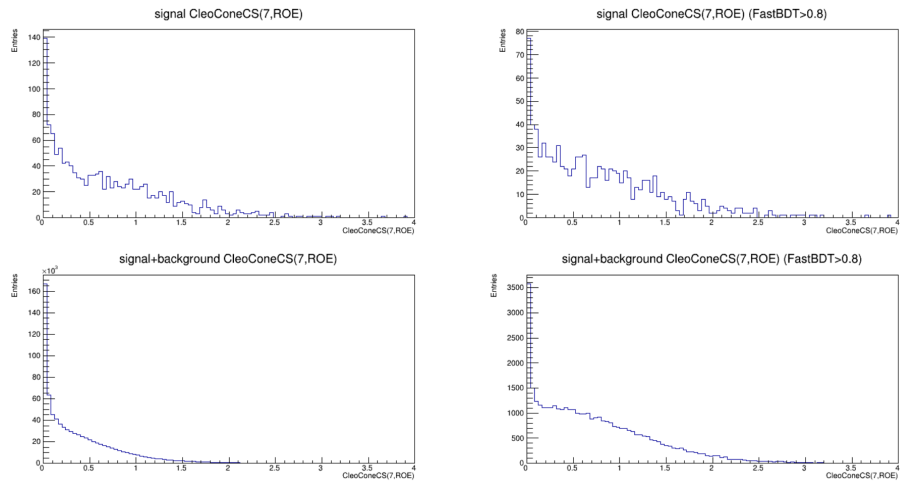 signal CleoConeCS(7,ROE)
Entries
140
120
100
80
60
40
20
0
0 0.5 1 1.5 2 2.5 3 3.5 4
CleoConeCS(7,ROE)
signal CleoConeCS(7,ROE) (FastBDT>0.8)
Entries
80
70
60
50
40
30
20
10
0
0 0.5 1 1.5 2 2.5 3 3.5 4
CleoConeCS(7,ROE)
signal+background CleoConeCS(7,ROE)
×10³
Entries
160
140
120
100
80
60
40
20
0
0 0.5 1 1.5 2 2.5 3 3.5 4
CleoConeCS(7,ROE)
signal+background CleoConeCS(7,ROE) (FastBDT>0.8)
Entries
3500
3000
2500
2000
1500
1000
500
0
0 0.5 1 1.5 2 2.5 3 3.5 4
CleoConeCS(7,ROE)